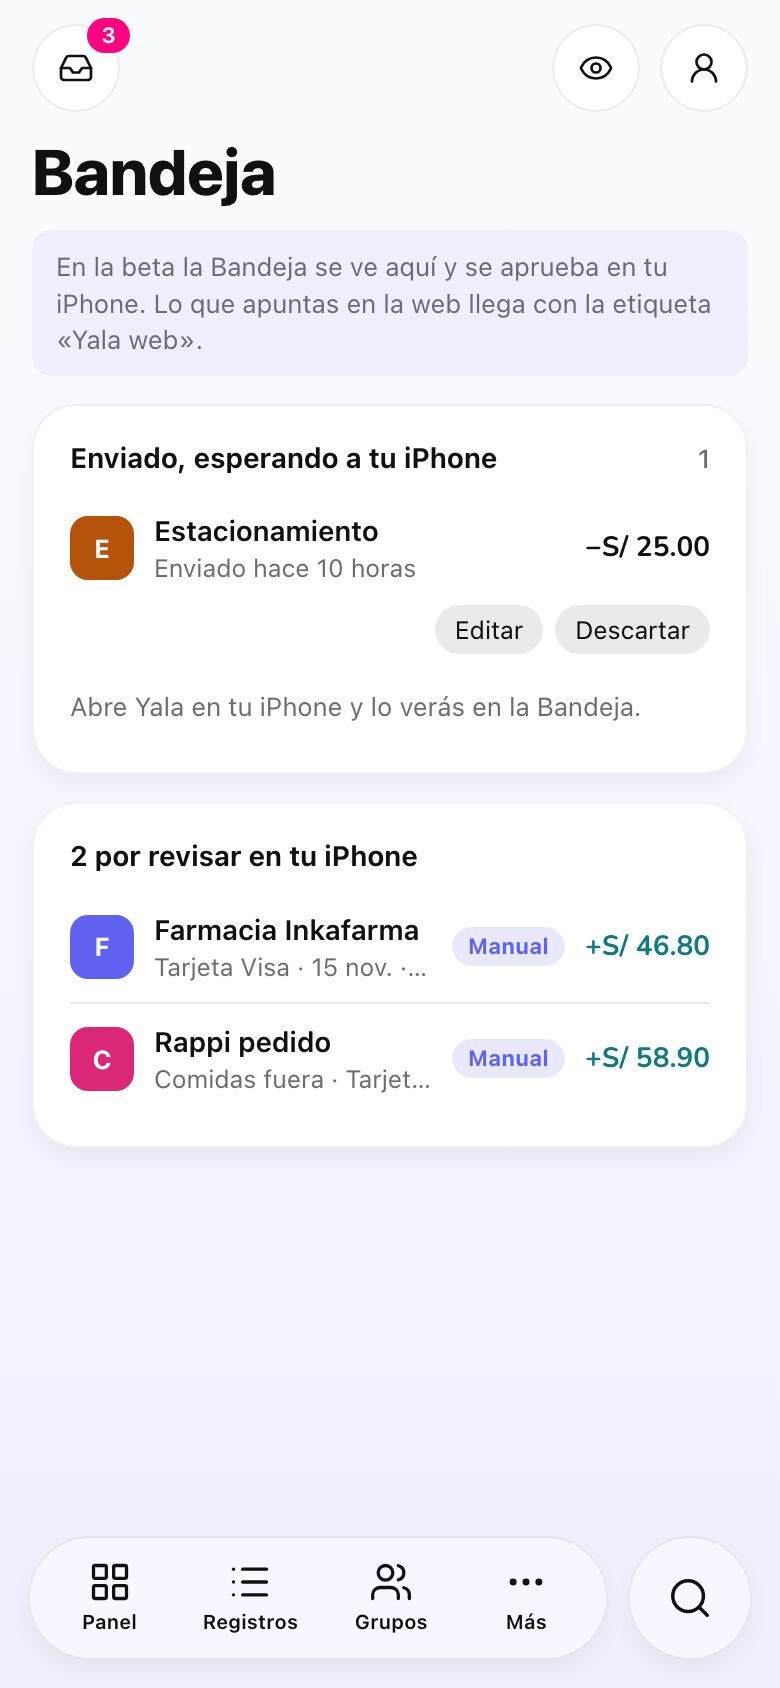 3
Bandeja
En la beta la Bandeja se ve aquí y se aprueba en tu
iPhone. Lo que apuntas en la web llega con la etiqueta
«Yala web».
Enviado, esperando a tu iPhone 1
E Estacionamiento –S/ 25.00
Enviado hace 10 horas
Editar Descartar
Abre Yala en tu iPhone y lo verás en la Bandeja.
2 por revisar en tu iPhone
F Farmacia Inkafarma Manual +S/ 46.80
Tarjeta Visa · 15 nov. ·...
C Rappi pedido Manual +S/ 58.90
Comidas fuera · Tarjet...
Panel Registros Grupos Más